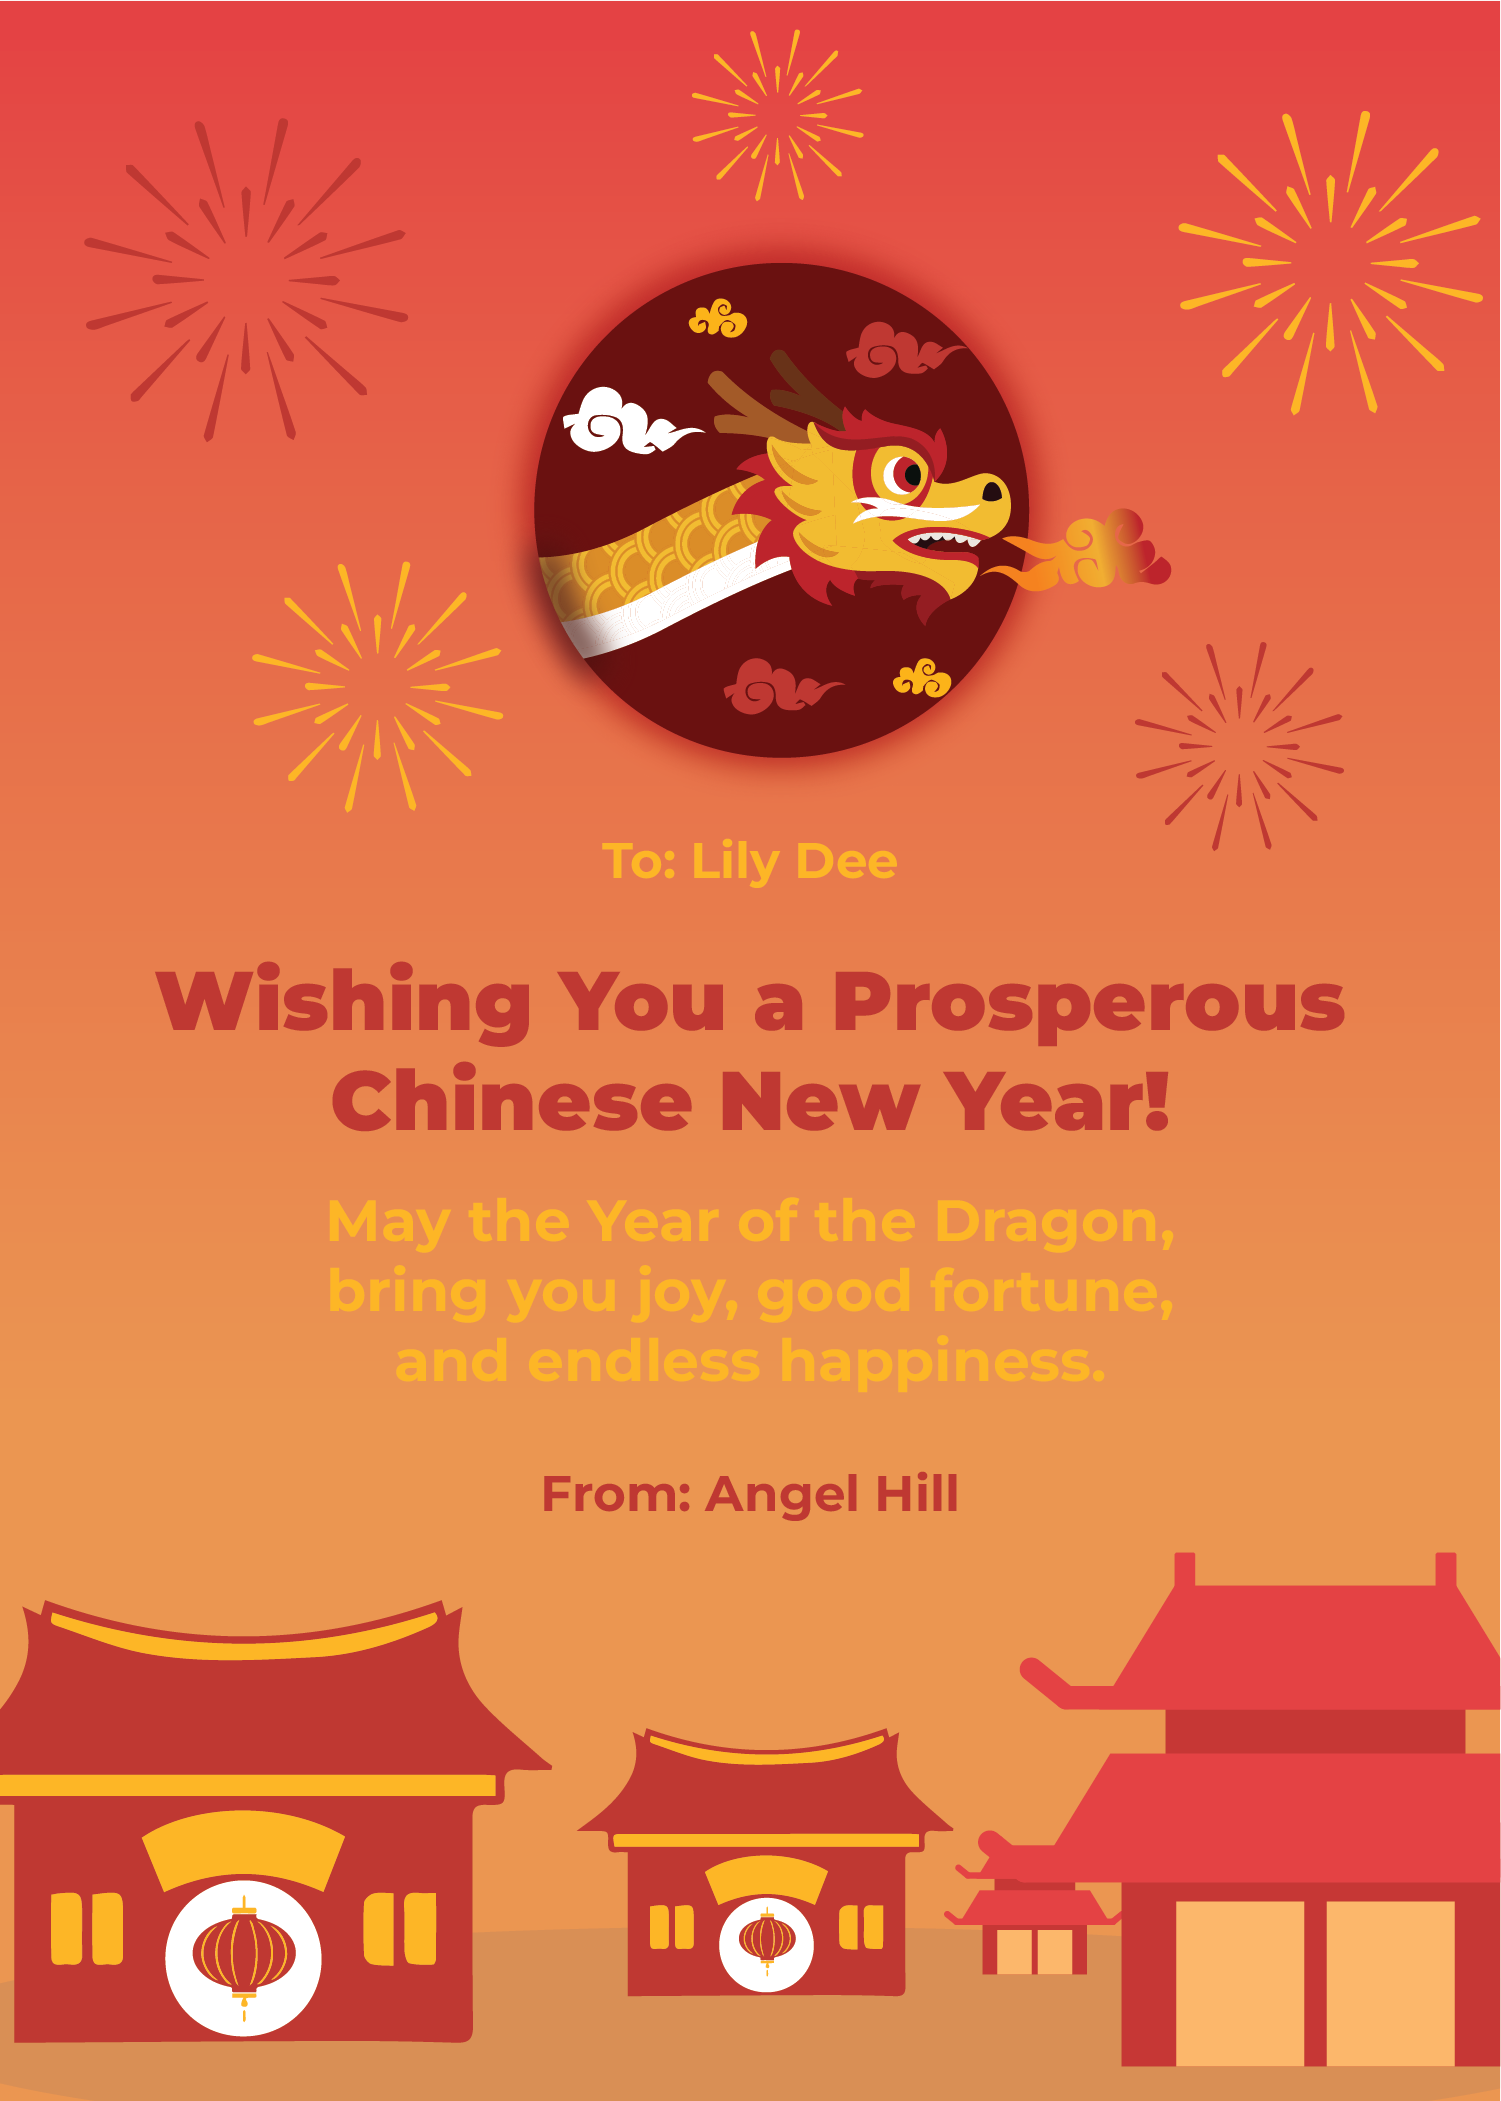 To: Lily Dee
Wishing You a Prosperous
Chinese New Year!
May the Year of the Dragon,
bring you joy, good fortune,
and endless happiness.
From: Angel Hill